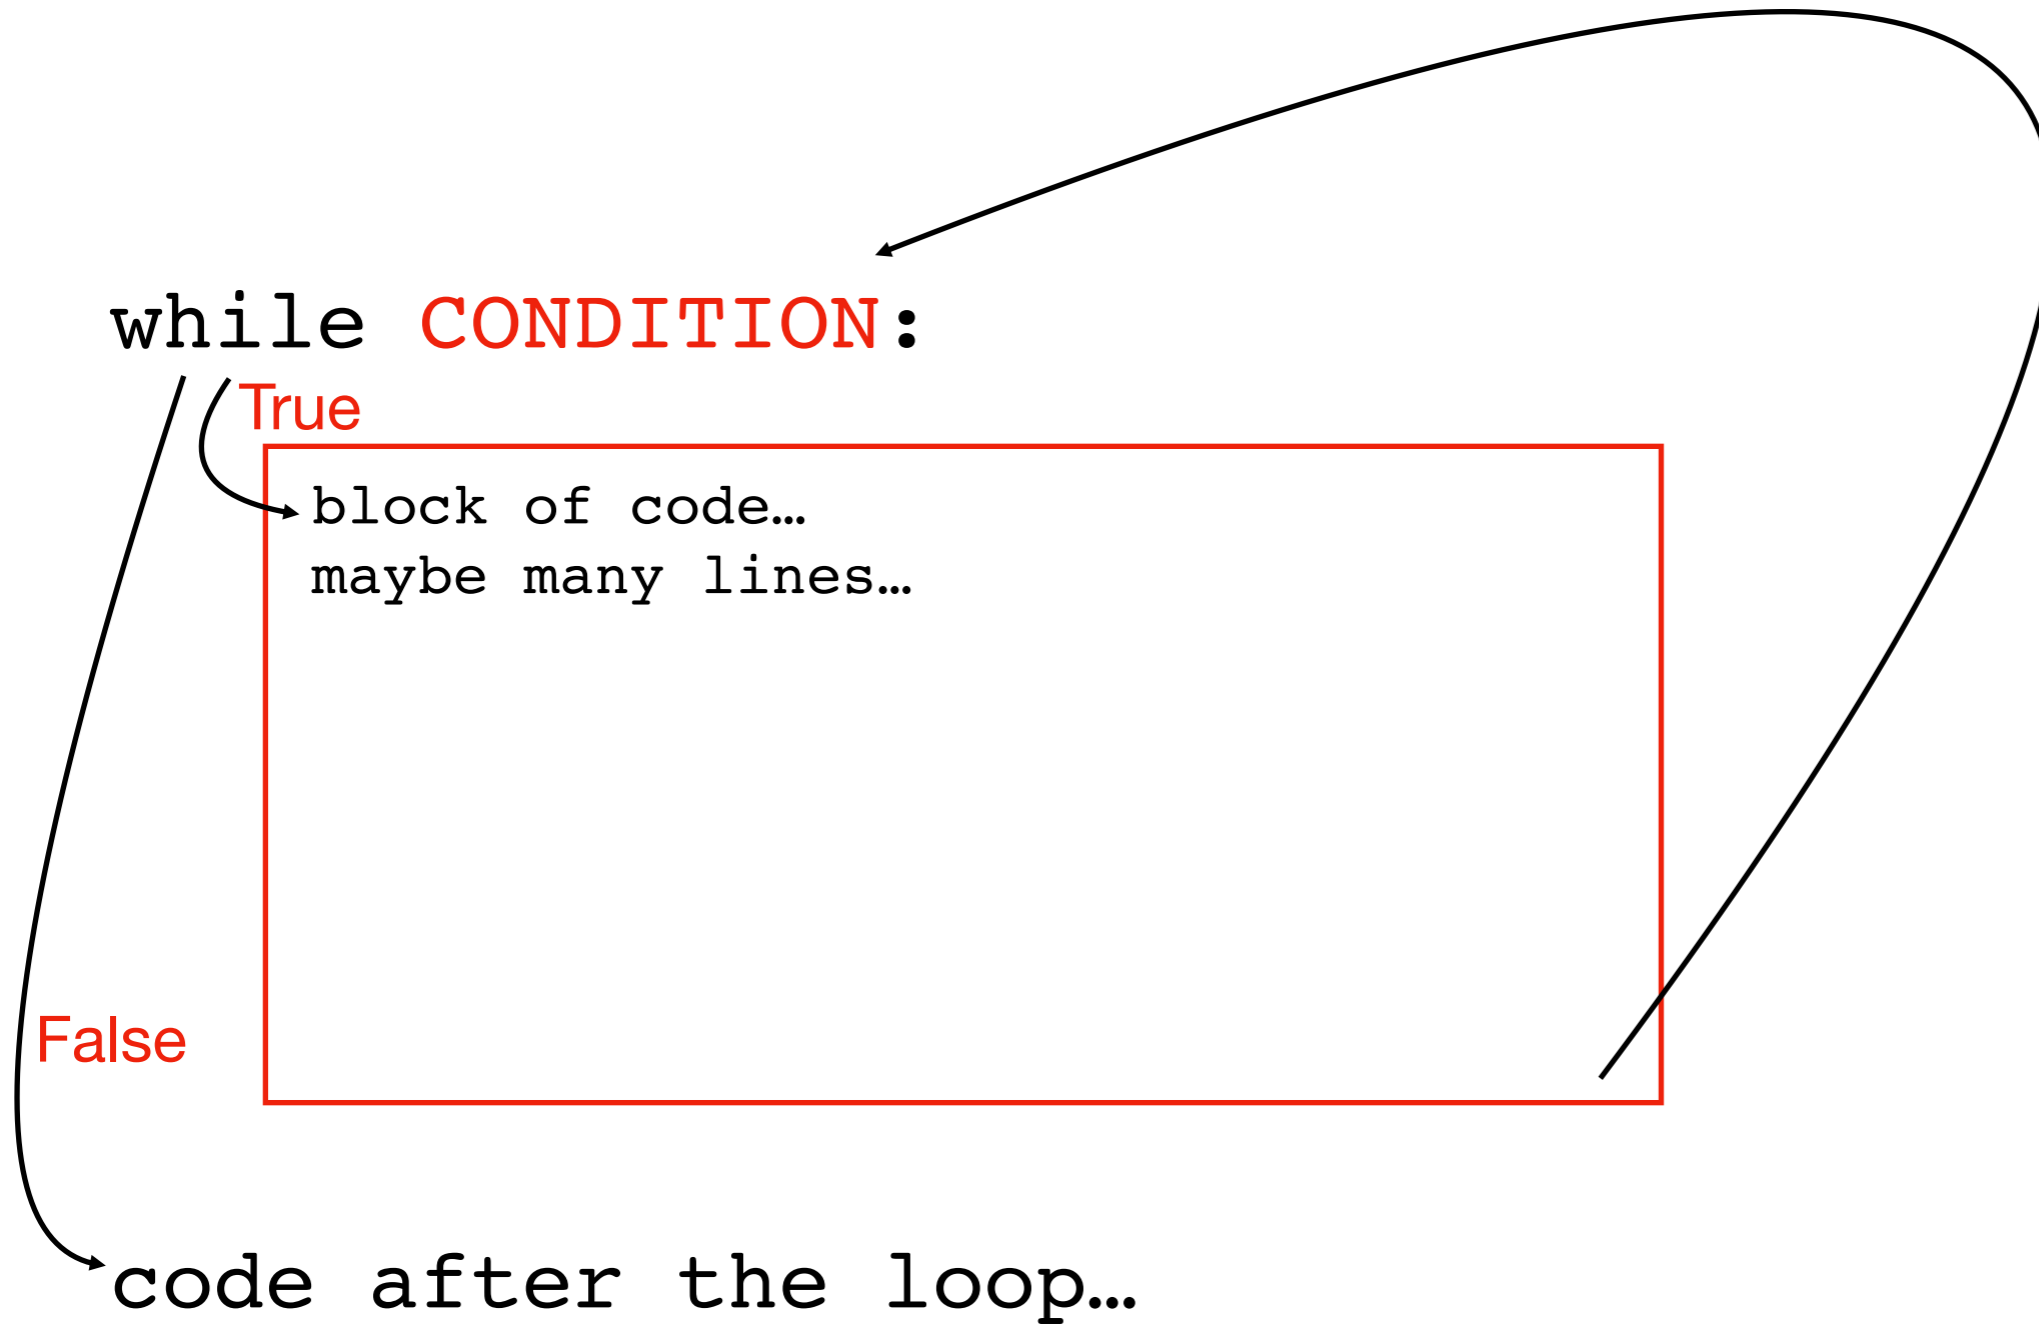 while CONDITION:
True
block of code…
maybe many lines…
False
code after the loop…